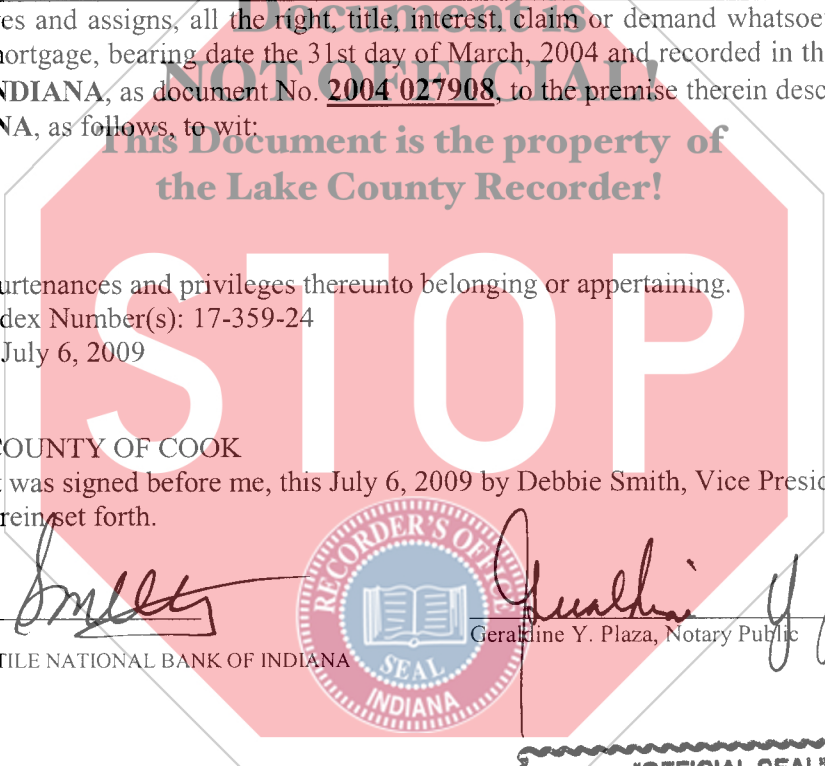 es and assigns, all the right, title, interest, claim or demand whatsoe
Document is
ortgage, bearing date the 31st day of March, 2004 and recorded in th
NOT OFFICIAL!
NDIANA, as document No. 2004 027908, to the premise therein desc
NA, as follows, to wit:
This Document is the property of
the Lake County Recorder!
STOP
urtenances and privileges thereunto belonging or appertaining.
dex Number(s): 17-359-24
July 6, 2009
COUNTY OF COOK
t was signed before me, this July 6, 2009 by Debbie Smith, Vice Presid
rein set forth.
RECORDER'S OFFICE
SEAL
INDIANA
Smith
Geraldine Y
Geraldine Y. Plaza, Notary Public
TILE NATIONAL BANK OF INDIANA
"OFFICIAL SEAL"